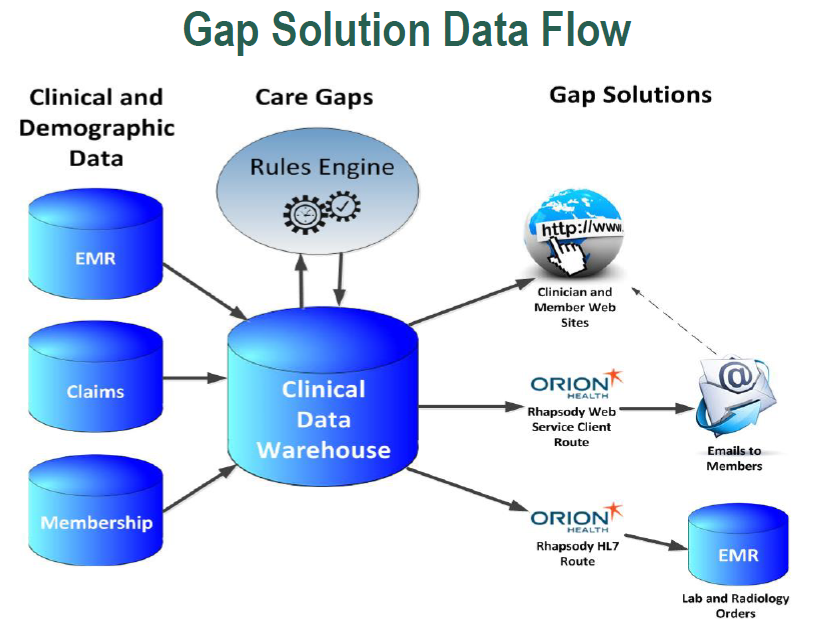 Gap Solution Data Flow
Clinical and
Demographic
Data
Care Gaps
Gap Solutions
Rules Engine
EMR
Claims
Membership
Clinical
Data
Warehouse
http://www.
Clinician and
Member Web
Sites
ORION
HEALTH
Rhapsody Web
Service Client
Route
@
Emails to
Members
ORION
HEALTH
Rhapsody HL7
Route
EMR
Lab and Radiology
Orders